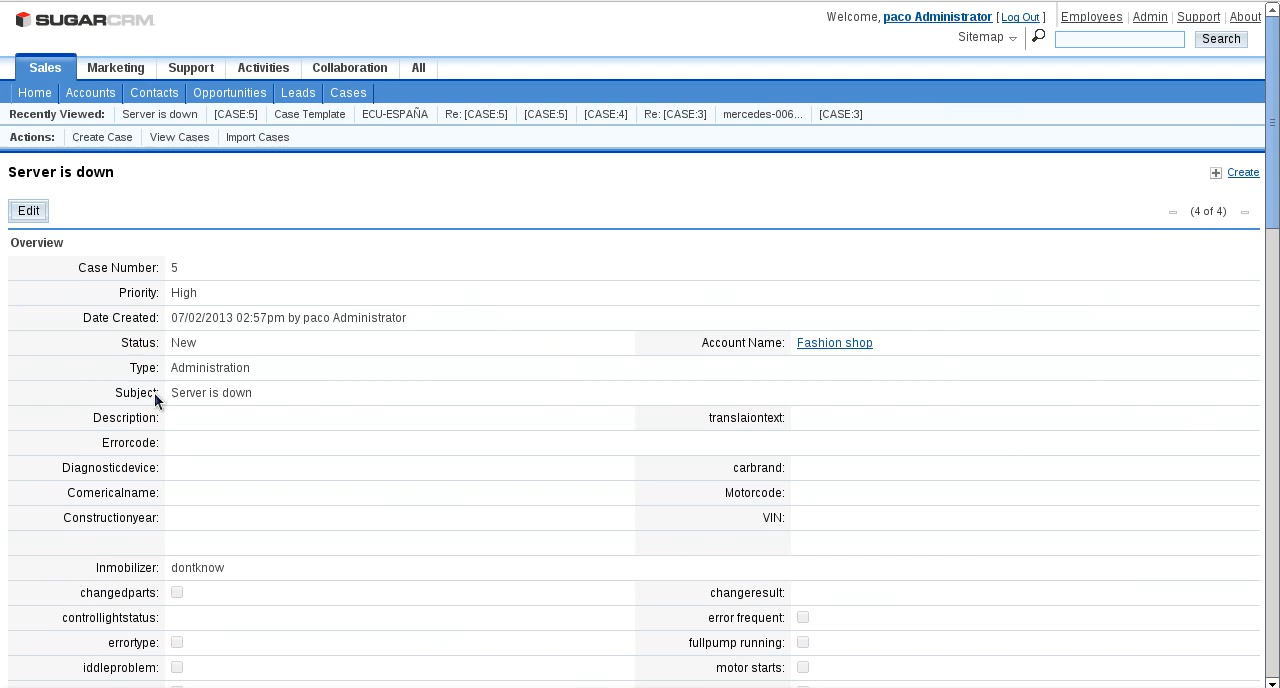 SUGARCRM
Welcome, paco Administrator [ Log Out ] Employees Admin Support About
Sitemap Search
Sales Marketing Support Activities Collaboration All
Home Accounts Contacts Opportunities Leads Cases
Recently Viewed: Server is down [CASE:5] Case Template ECU-ESPAÑA Re: [CASE:5] [CASE:5] [CASE:4] Re: [CASE:3] mercedes-006... [CASE:3]
Actions: Create Case View Cases Import Cases
Server is down Create
Edit (4 of 4)
Overview
Case Number: 5
Priority: High
Date Created: 07/02/2013 02:57pm by paco Administrator
Status: New Account Name: Fashion shop
Type: Administration
Subject: Server is down
Description: translaiontext:
Errorcode:
Diagnosticdevice: carbrand:
Comericalname: Motorcode:
Constructionyear: VIN:
Inmobilizer: dontknow
changedparts: changeresult:
controllightstatus: error frequent:
errortype: fullpump running:
iddleproblem: motor starts: